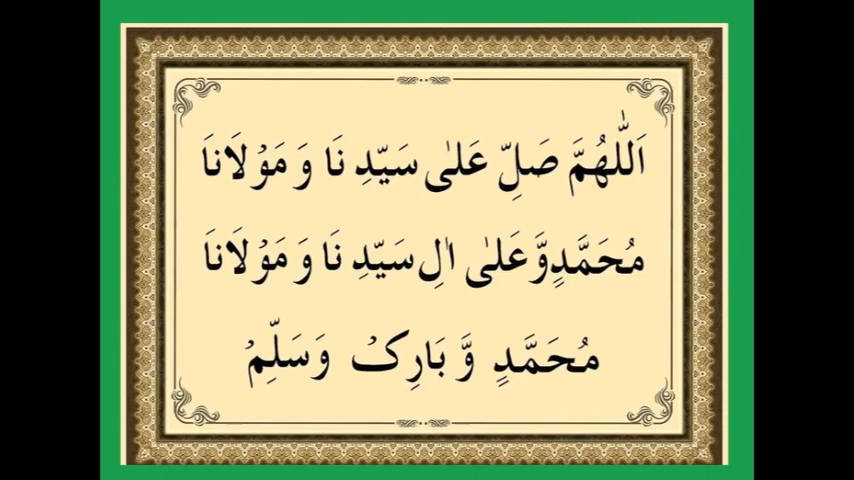 اَللّٰهُمَّ صَلِّ عَلٰی سَیِّدِ نَا وَ مَوْلَانَا
مُحَمَّدٍ وَّ عَلٰی اٰلِ سَیِّدِ نَا وَ مَوْلَانَا
مُحَمَّدٍ وَّ بَارِکْ وَسَلِّمْ